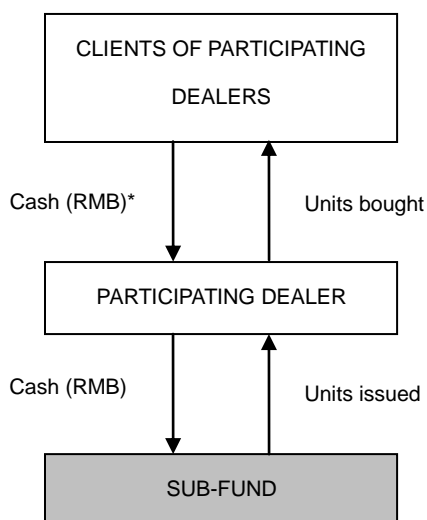 CLIENTS OF PARTICIPATING
DEALERS
Cash (RMB)*
Units bought
PARTICIPATING DEALER
Cash (RMB)
Units issued
SUB-FUND